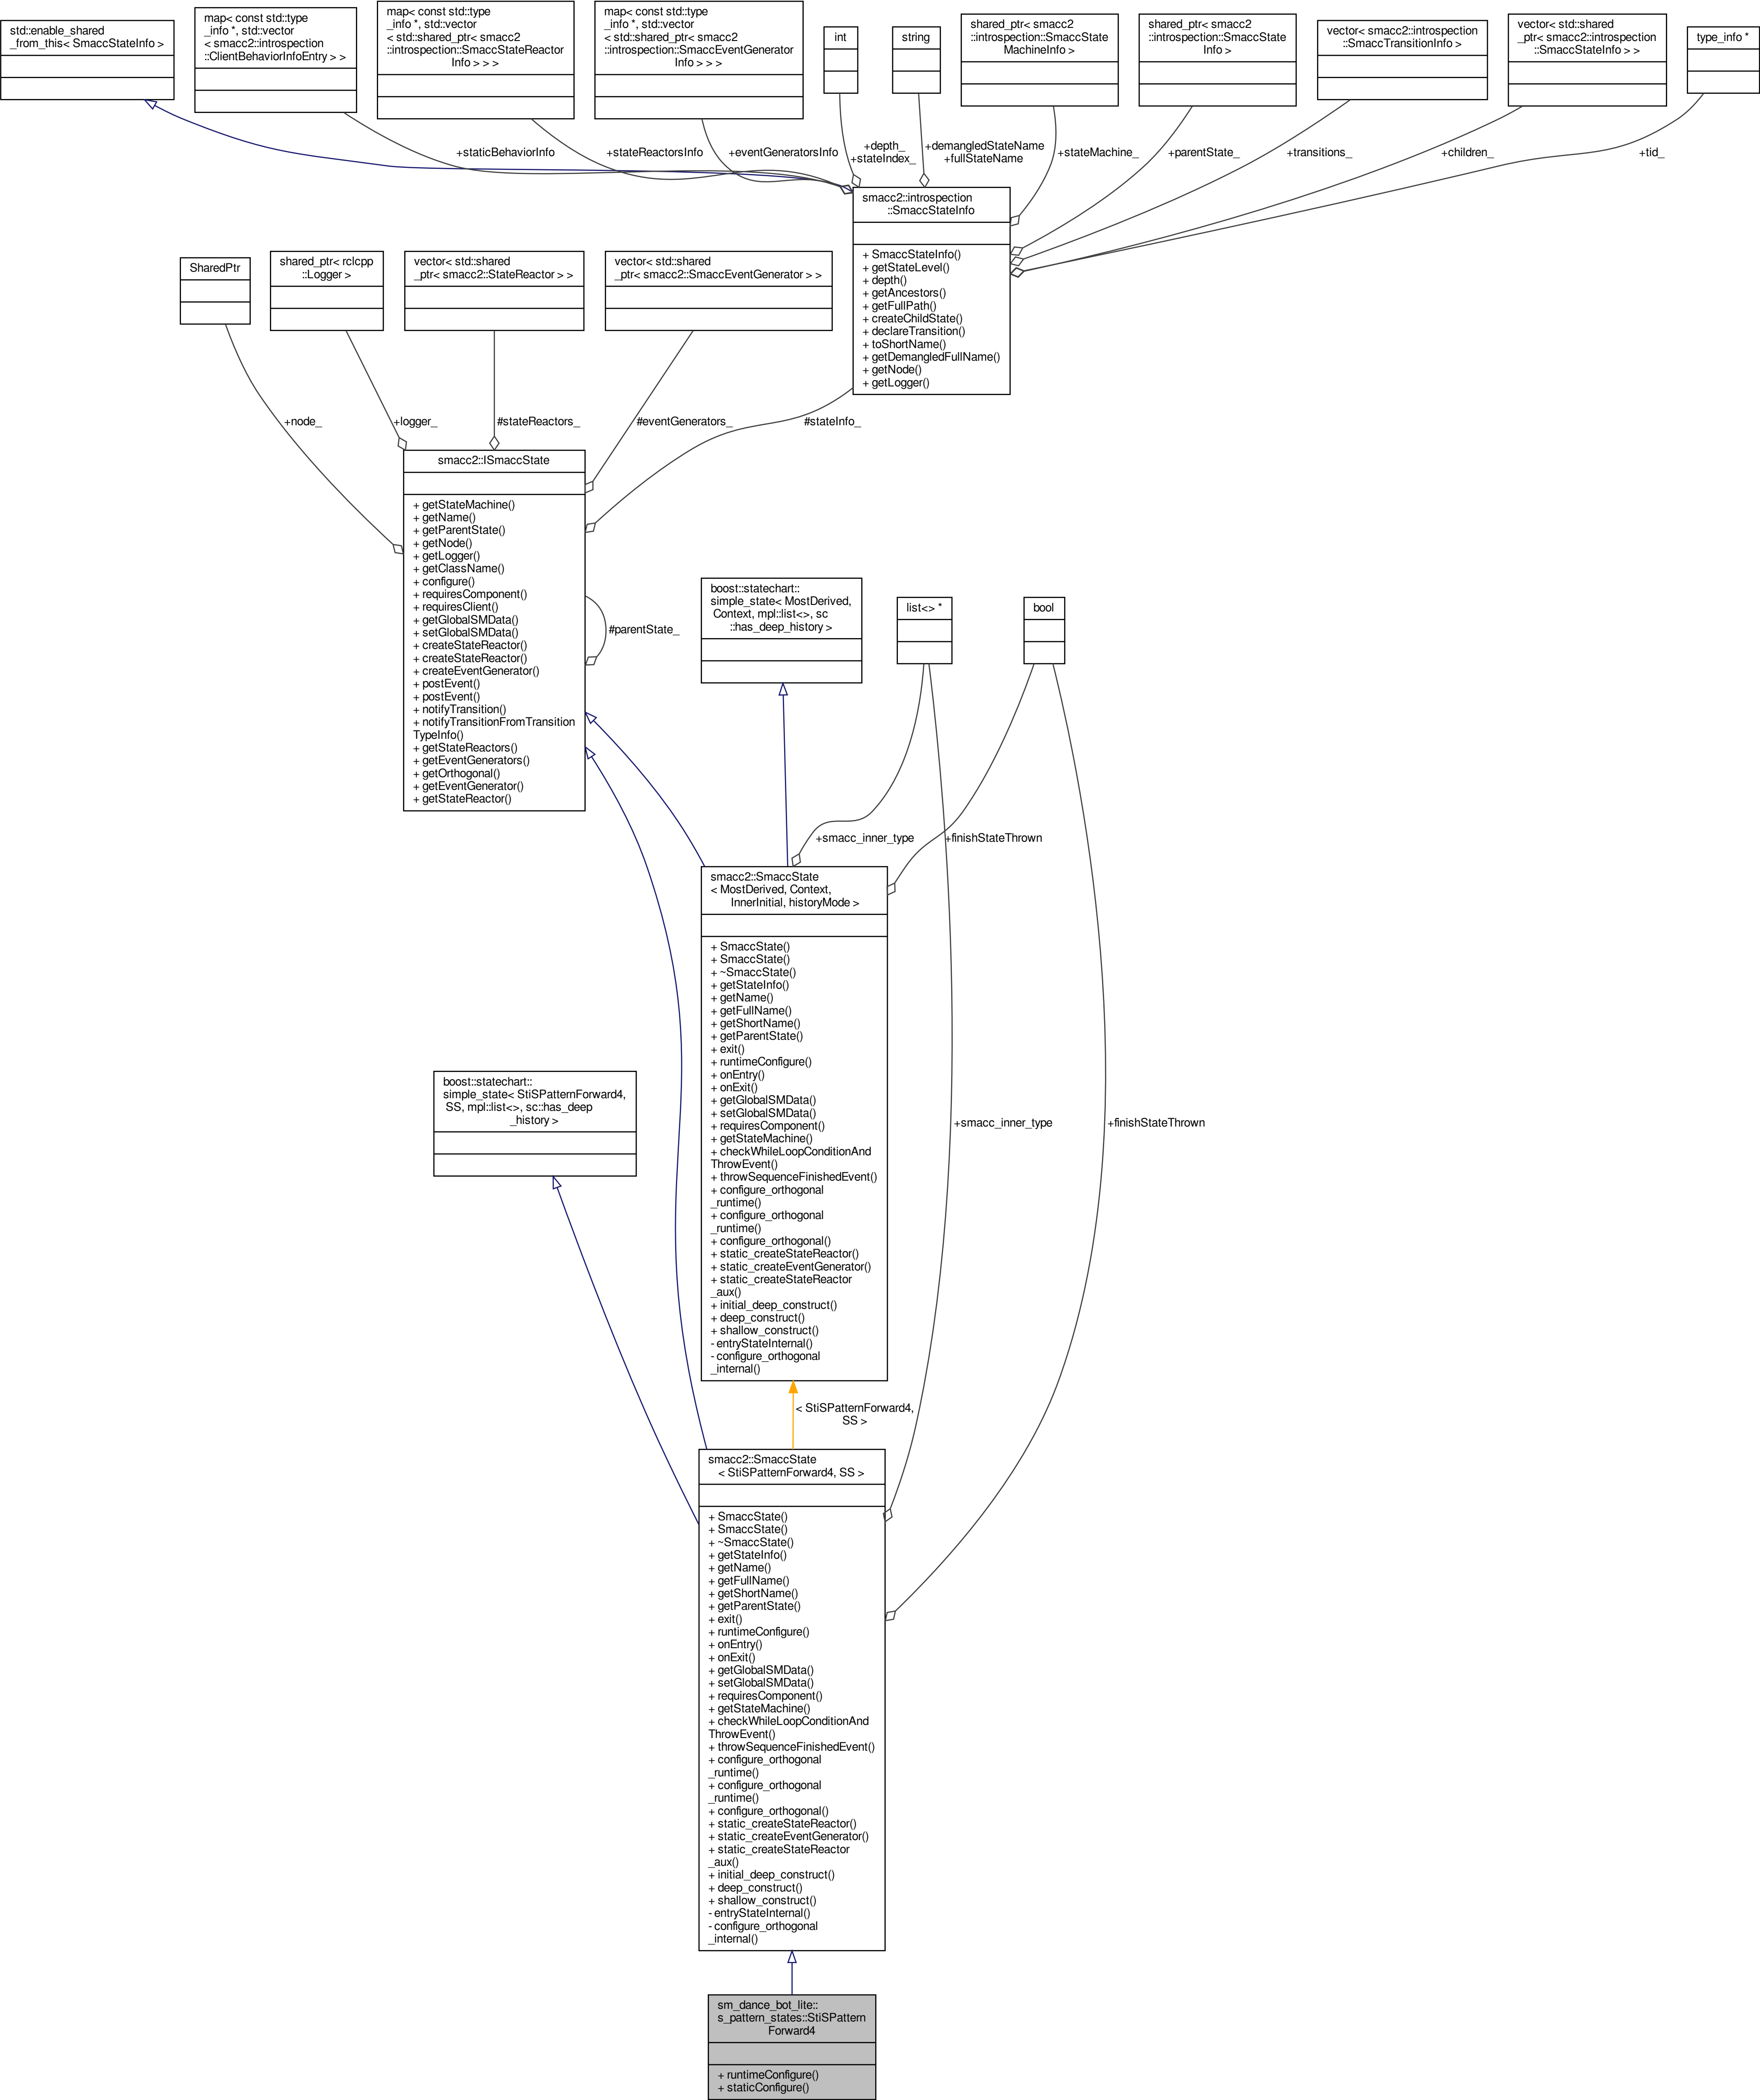 std::enable_shared
_from_this< SmaccStateInfo >
map< const std::type
_info *, std::vector
< smacc2::introspection
::ClientBehaviorInfoEntry > >
map< const std::type
_info *, std::vector
< std::shared_ptr< smacc2
::introspection::SmaccStateReactor
Info > > >
map< const std::type
_info *, std::vector
< std::shared_ptr< smacc2
::introspection::SmaccEventGenerator
Info > > >
int
string
shared_ptr< smacc2
::introspection::SmaccState
MachineInfo >
shared_ptr< smacc2
::introspection::SmaccState
Info >
vector< smacc2::introspection
::SmaccTransitionInfo >
vector< std::shared
_ptr< smacc2::introspection
::SmaccStateInfo > >
type_info *
+staticBehaviorInfo
+stateReactorsInfo
+eventGeneratorsInfo
+depth_
+stateIndex_
+demangledStateName
+fullStateName
+stateMachine_
+parentState_
+transitions_
+children_
+tid_
smacc2::introspection
::SmaccStateInfo
+ SmaccStateInfo()
+ getStateLevel()
+ depth()
+ getAncestors()
+ getFullPath()
+ createChildState()
+ declareTransition()
+ toShortName()
+ getDemangledFullName()
+ getNode()
+ getLogger()
SharedPtr
shared_ptr< rclcpp
::Logger >
vector< std::shared
_ptr< smacc2::StateReactor > >
vector< std::shared
_ptr< smacc2::SmaccEventGenerator > >
+node_
+logger_
#stateReactors_
#eventGenerators_
#stateInfo_
smacc2::ISmaccState
+ getStateMachine()
+ getName()
+ getParentState()
+ getNode()
+ getLogger()
+ getClassName()
+ configure()
+ requiresComponent()
+ requiresClient()
+ getGlobalSMData()
+ setGlobalSMData()
+ createStateReactor()
+ createStateReactor()
+ createEventGenerator()
+ postEvent()
+ postEvent()
+ notifyTransition()
+ notifyTransitionFromTransition
TypeInfo()
+ getStateReactors()
+ getEventGenerators()
+ getOrthogonal()
+ getEventGenerator()
+ getStateReactor()
#parentState_
boost::statechart::
simple_state< MostDerived,
Context, mpl::list<>, sc
::has_deep_history >
list<> *
bool
+smacc_inner_type
+finishStateThrown
smacc2::SmaccState
< MostDerived, Context,
InnerInitial, historyMode >
+ SmaccState()
+ SmaccState()
+ ~SmaccState()
+ getStateInfo()
+ getName()
+ getFullName()
+ getShortName()
+ getParentState()
+ exit()
+ runtimeConfigure()
+ onEntry()
+ onExit()
+ getGlobalSMData()
+ setGlobalSMData()
+ requiresComponent()
+ getStateMachine()
+ checkWhileLoopConditionAnd
ThrowEvent()
+ throwSequenceFinishedEvent()
+ configure_orthogonal
_runtime()
+ configure_orthogonal
_runtime()
+ configure_orthogonal()
+ static_createStateReactor()
+ static_createEventGenerator()
+ static_createStateReactor
_aux()
+ initial_deep_construct()
+ deep_construct()
+ shallow_construct()
- entryStateInternal()
- configure_orthogonal
_internal()
boost::statechart::
simple_state< StiSPatternForward4,
SS, mpl::list<>, sc::has_deep
_history >
+smacc_inner_type
+finishStateThrown
< StiSPatternForward4,
SS >
smacc2::SmaccState
< StiSPatternForward4, SS >
+ SmaccState()
+ SmaccState()
+ ~SmaccState()
+ getStateInfo()
+ getName()
+ getFullName()
+ getShortName()
+ getParentState()
+ exit()
+ runtimeConfigure()
+ onEntry()
+ onExit()
+ getGlobalSMData()
+ setGlobalSMData()
+ requiresComponent()
+ getStateMachine()
+ checkWhileLoopConditionAnd
ThrowEvent()
+ throwSequenceFinishedEvent()
+ configure_orthogonal
_runtime()
+ configure_orthogonal
_runtime()
+ configure_orthogonal()
+ static_createStateReactor()
+ static_createEventGenerator()
+ static_createStateReactor
_aux()
+ initial_deep_construct()
+ deep_construct()
+ shallow_construct()
- entryStateInternal()
- configure_orthogonal
_internal()
sm_dance_bot_lite::
s_pattern_states::StiSPattern
Forward4
+ runtimeConfigure()
+ staticConfigure()